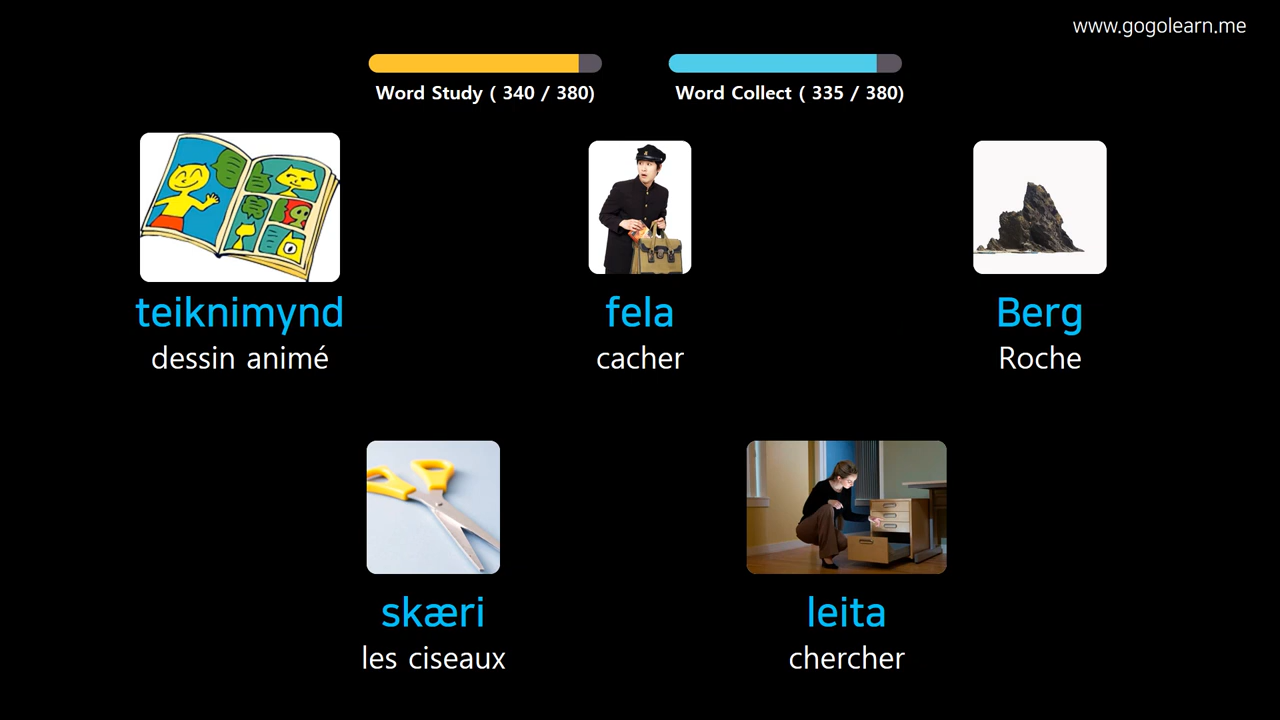 www.gogolearn.me
Word Study ( 340 / 380)
Word Collect ( 335 / 380)
teiknimynd
dessin animé
fela
cacher
Berg
Roche
skæri
les ciseaux
leita
chercher